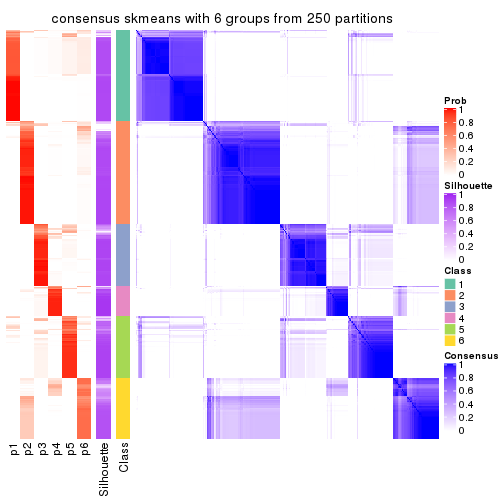 consensus skmeans with 6 groups from 250 partitions
Prob
1
0.8
0.6
0.4
0.2
0
Silhouette
1
0.8
0.6
0.4
0.2
0
Class
1
2
3
4
5
6
Consensus
1
0.8
0.6
0.4
0.2
0
p1
p2
p3
p4
p5
p6
Silhouette
Class